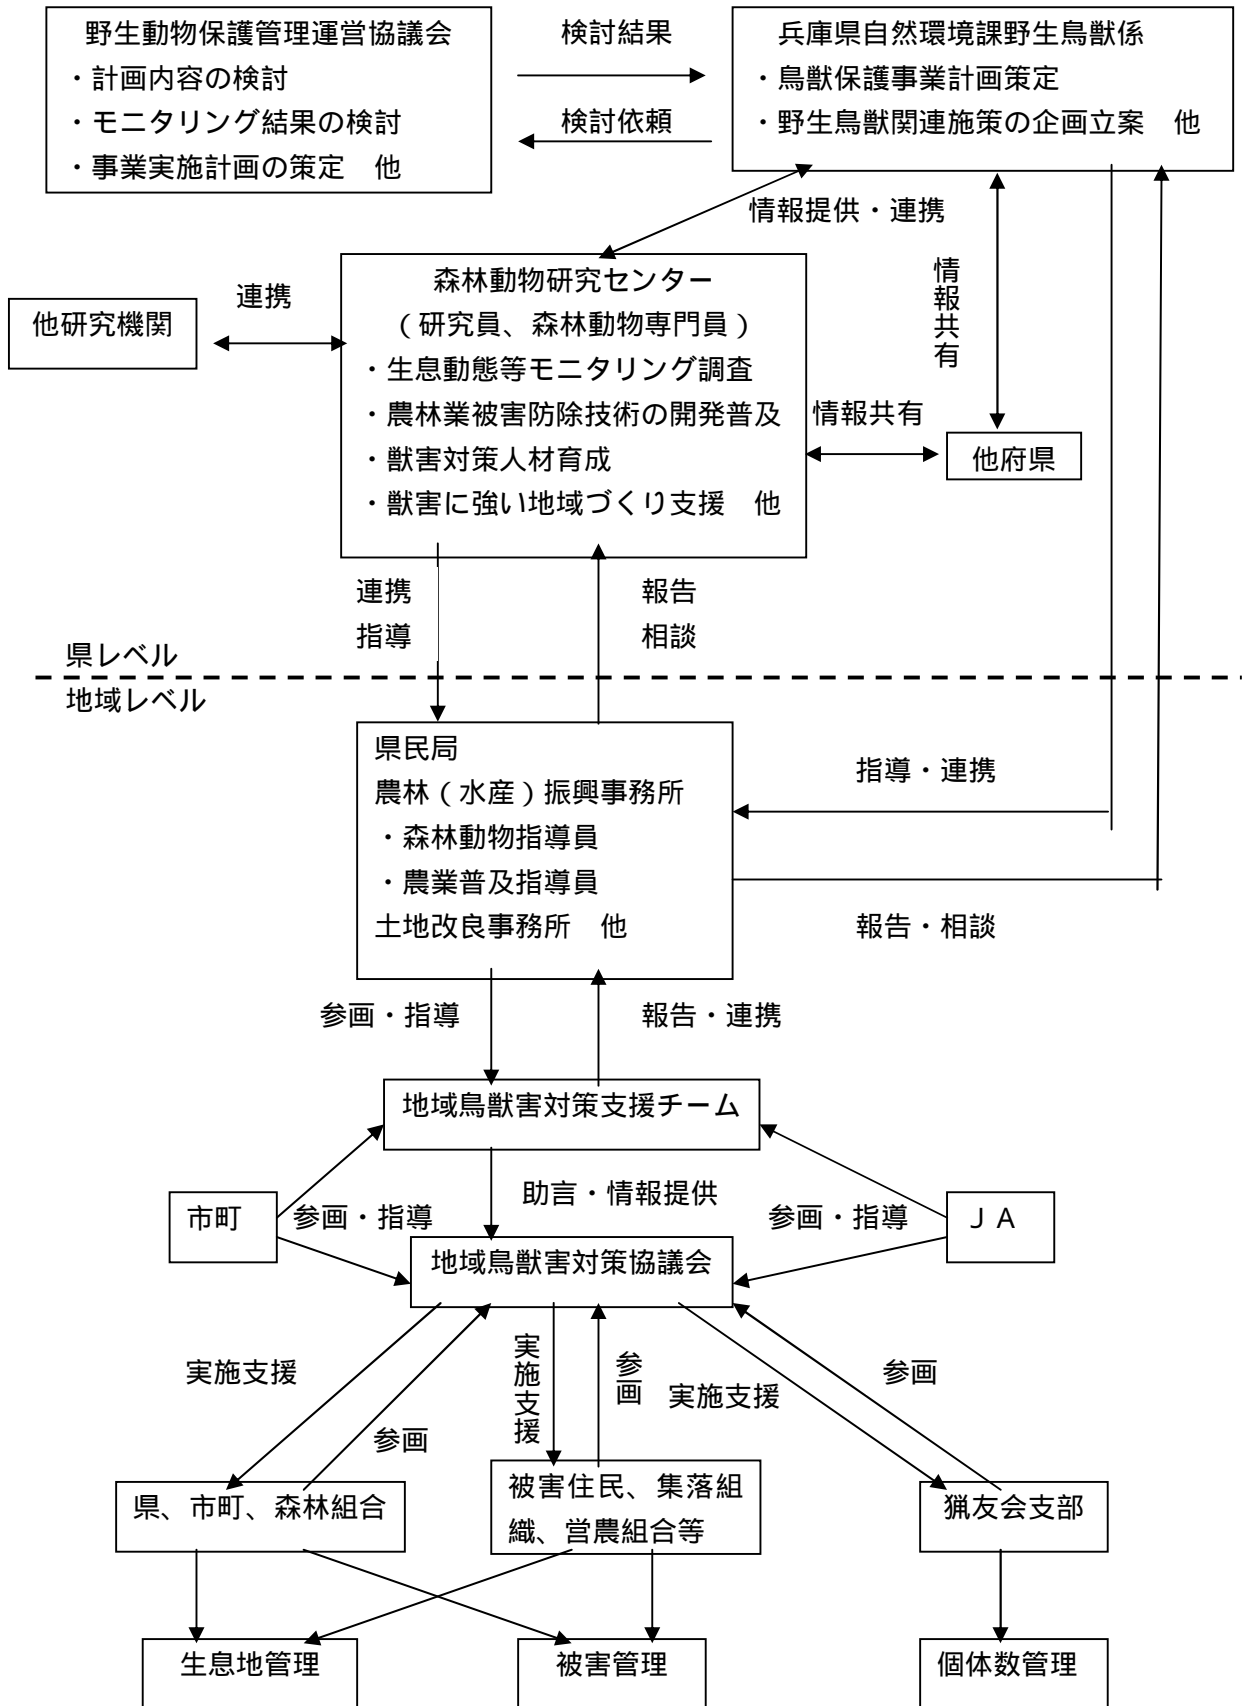 野生動物保護管理運営協議会
・計画内容の検討
・モニタリング結果の検討
・事業実施計画の策定　他
検討結果
検討依頼
兵庫県自然環境課野生鳥獣係
・鳥獣保護事業計画策定
・野生鳥獣関連施策の企画立案　他
情報提供・連携
情報共有
他研究機関
連携
森林動物研究センター
（研究員、森林動物専門員）
・生息動態等モニタリング調査
・農林業被害防除技術の開発普及
・獣害対策人材育成
・獣害に強い地域づくり支援　他
情報共有
他府県
連携
指導
報告
相談
県レベル
地域レベル
県民局
農林（水産）振興事務所
・森林動物指導員
・農業普及指導員
土地改良事務所　他
指導・連携
報告・相談
参画・指導
報告・連携
地域鳥獣害対策支援チーム
市町
参画・指導
助言・情報提供
参画・指導
ＪＡ
地域鳥獣害対策協議会
実施支援
参画
実施支援
参画
実施支援
参画
県、市町、森林組合
被害住民、集落組
織、営農組合等
猟友会支部
生息地管理
被害管理
個体数管理